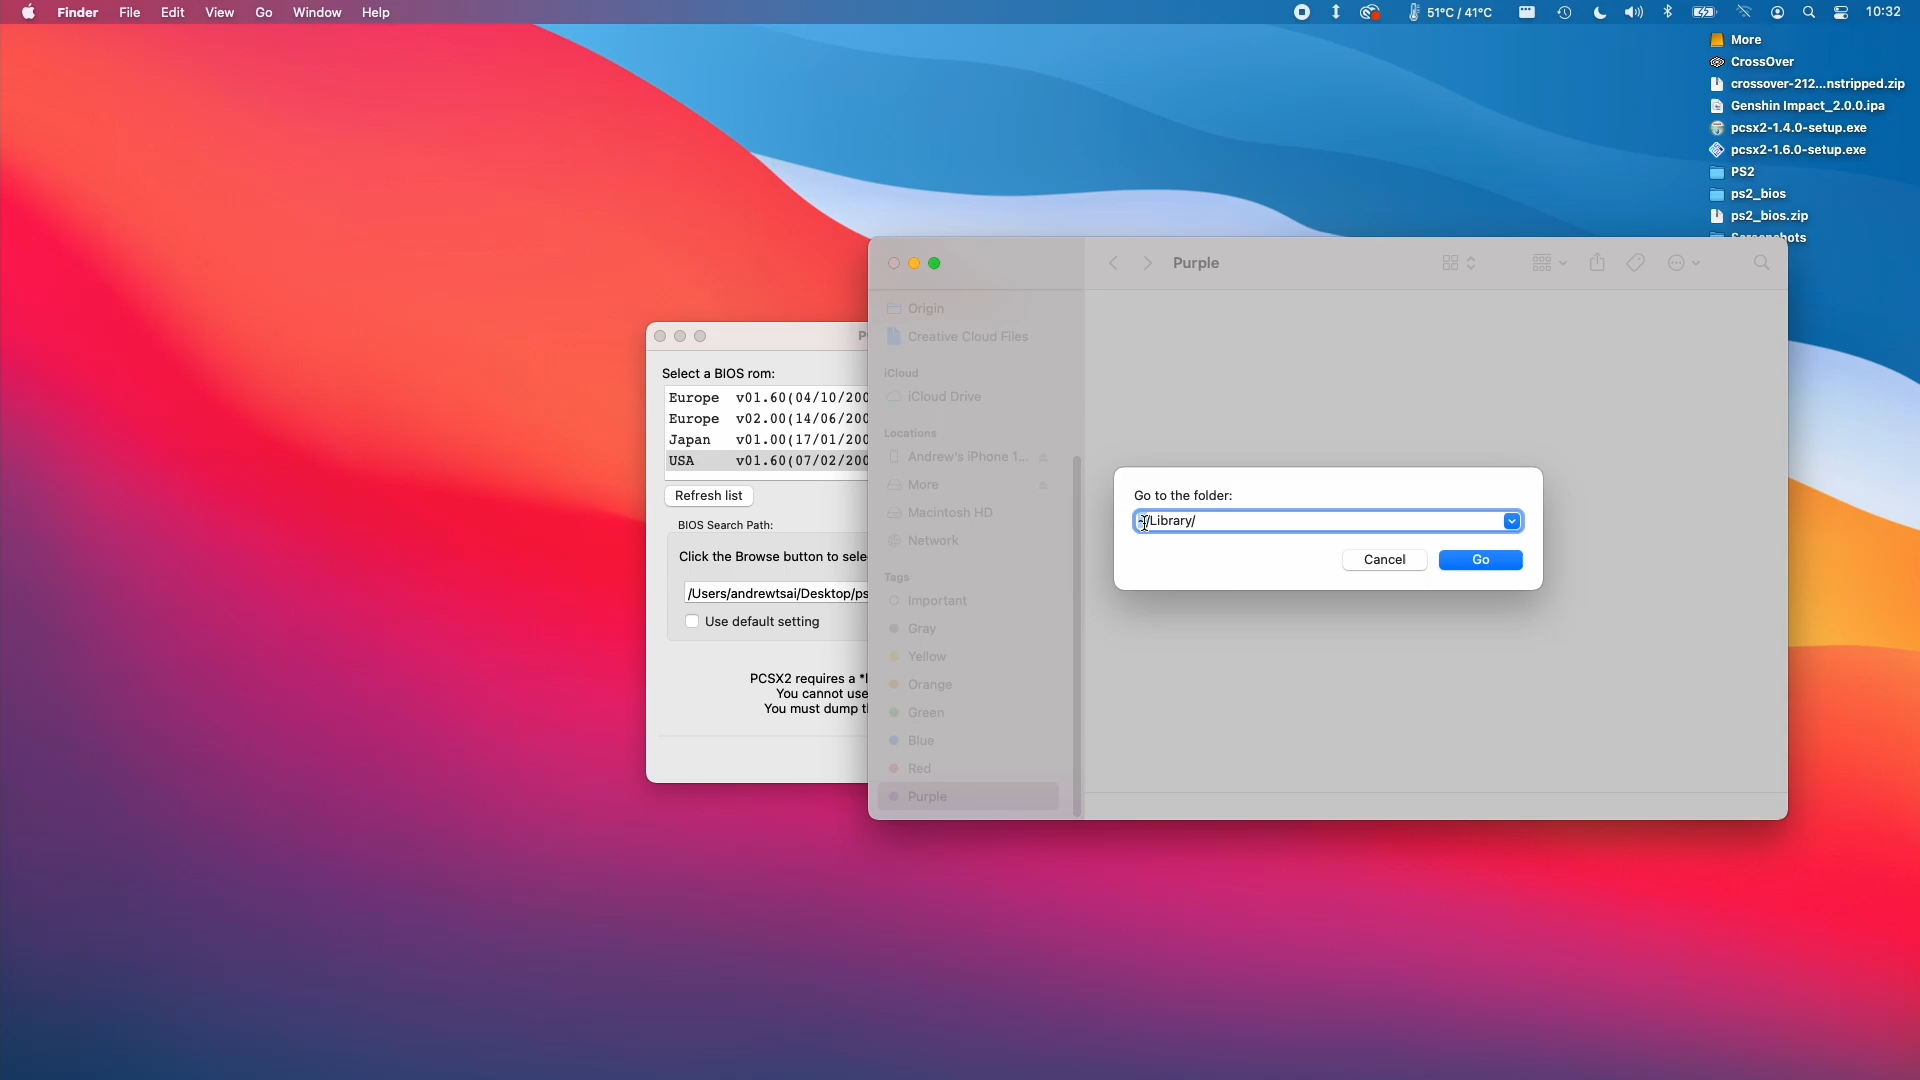 Finder File Edit View Go Window Help
51°C / 41°C
10:32
More
CrossOver
crossover-212...nstripped.zip
Genshin Impact_2.0.0.ipa
pcsx2-1.4.0-setup.exe
pcsx2-1.6.0-setup.exe
PS2
ps2_bios
ps2_bios.zip
Purple
Origin
Creative Cloud Files
iCloud
iCloud Drive
Locations
Andrew's iPhone 1...
More
Macintosh HD
Network
Tags
Important
Gray
Yellow
Orange
Green
Blue
Red
Purple
Select a BIOS rom:
Europe v01.60(04/10/200
Europe v02.00(14/06/200
Japan v01.00(17/01/200
USA v01.60(07/02/200
Refresh list
BIOS Search Path:
Click the Browse button to sele
/Users/andrewtsai/Desktop/ps
Use default setting
PCSX2 requires a
You cannot use
You must dump
Go to the folder:
~/Library/
Cancel
Go